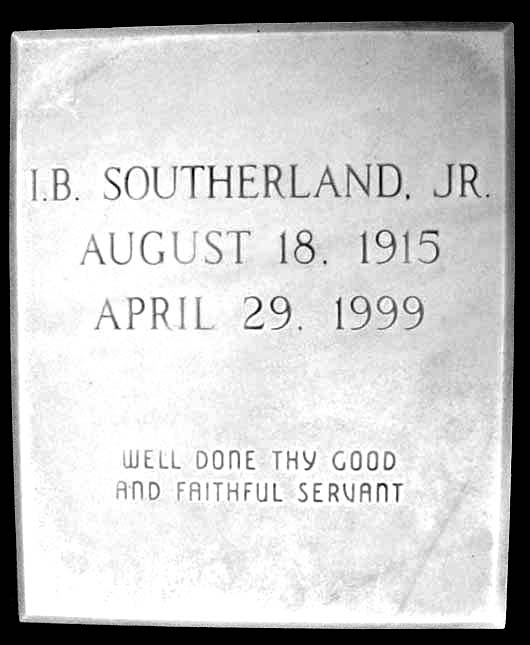 I.B. SOUTHERLAND, JR.
AUGUST 18, 1915
APRIL 29, 1999
WELL DONE THY GOOD
AND FAITHFUL SERVANT